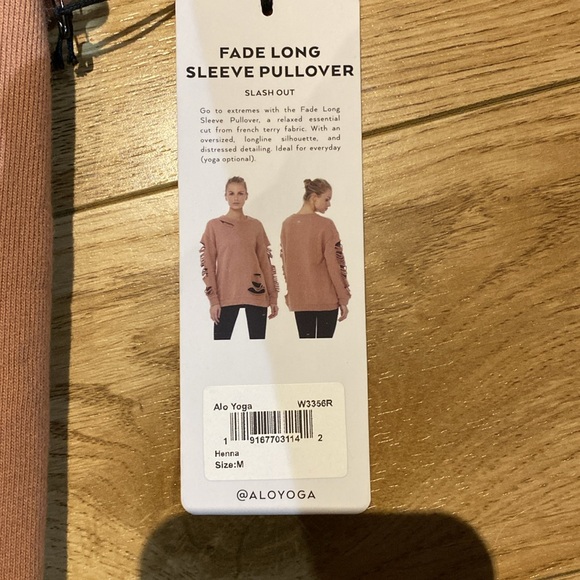 FADE LONG
SLEEVE PULLOVER
SLASH OUT
Go to extremes with the Fade Long
Sleeve Pullover, a relaxed essential
cut from french terry fabric. With an
oversized, longline silhouette, and
distressed detailing. Ideal for everyday
(yoga optional).
Alo Yoga W3356R
1 91677 03114 2
Henna
Size:M
@ALOYOGA